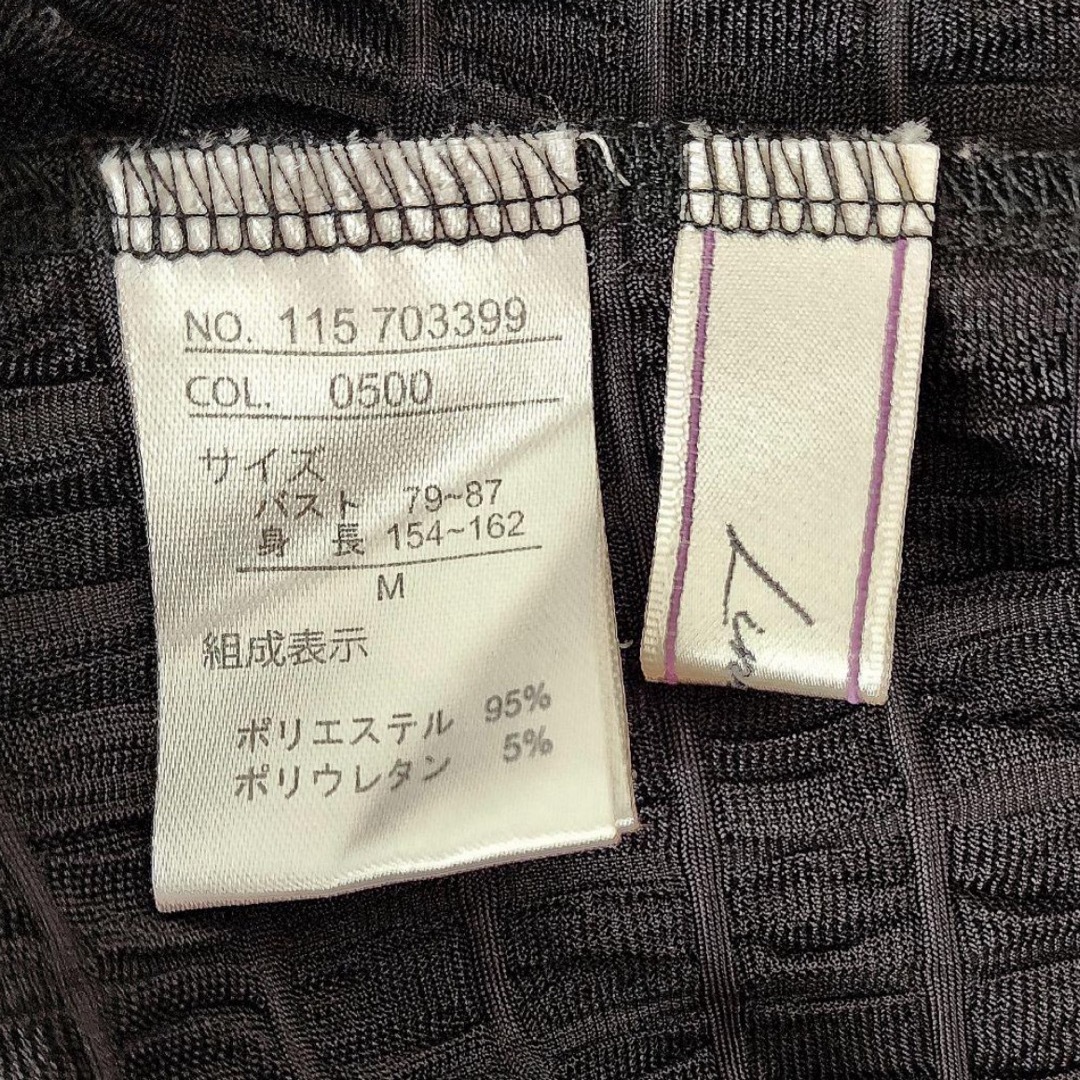 NO. 115 703399
COL. 0500
サイズ
バスト 79~87
身 長 154~162
M
組成表示
ポリエステル 95%
ポリウレタン 5%